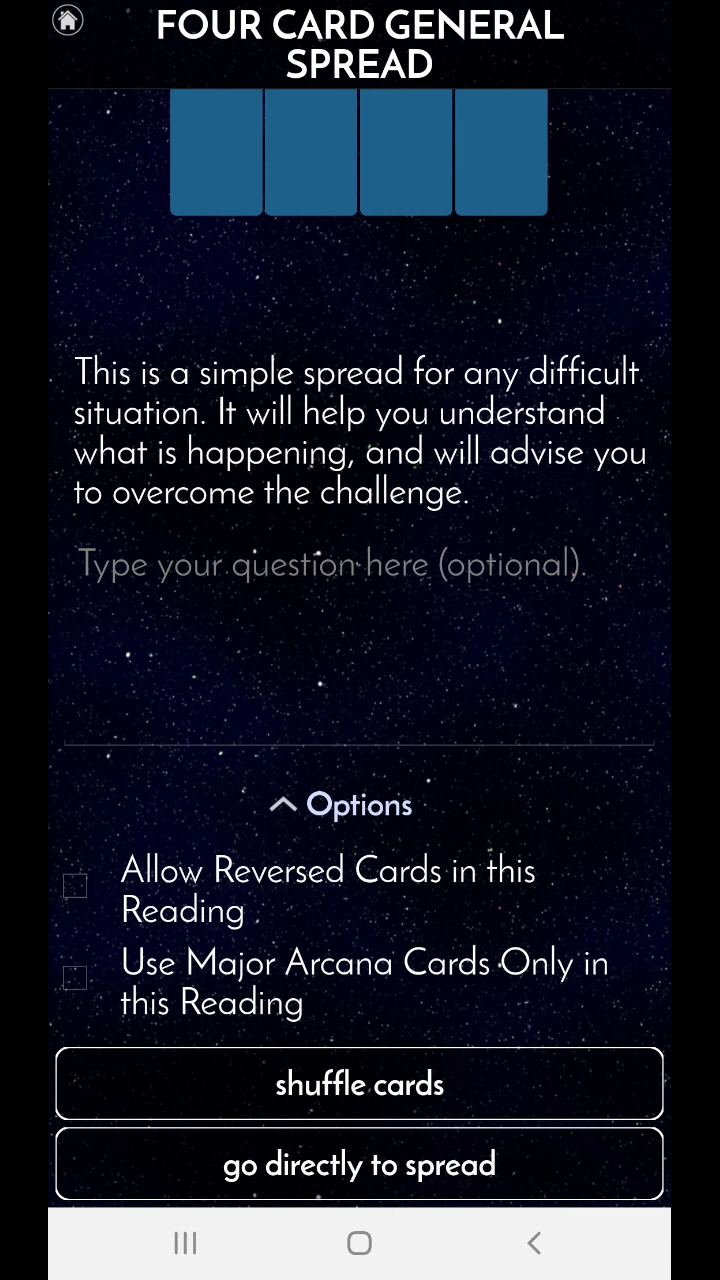 FOUR CARD GENERAL
SPREAD
This is a simple spread for any difficult
situation. It will help you understand
what is happening, and will advise you
to overcome the challenge.
Type your question here (optional).
Options
Allow Reversed Cards in this
Reading
Use Major Arcana Cards Only in
this Reading
shuffle cards
go directly to spread